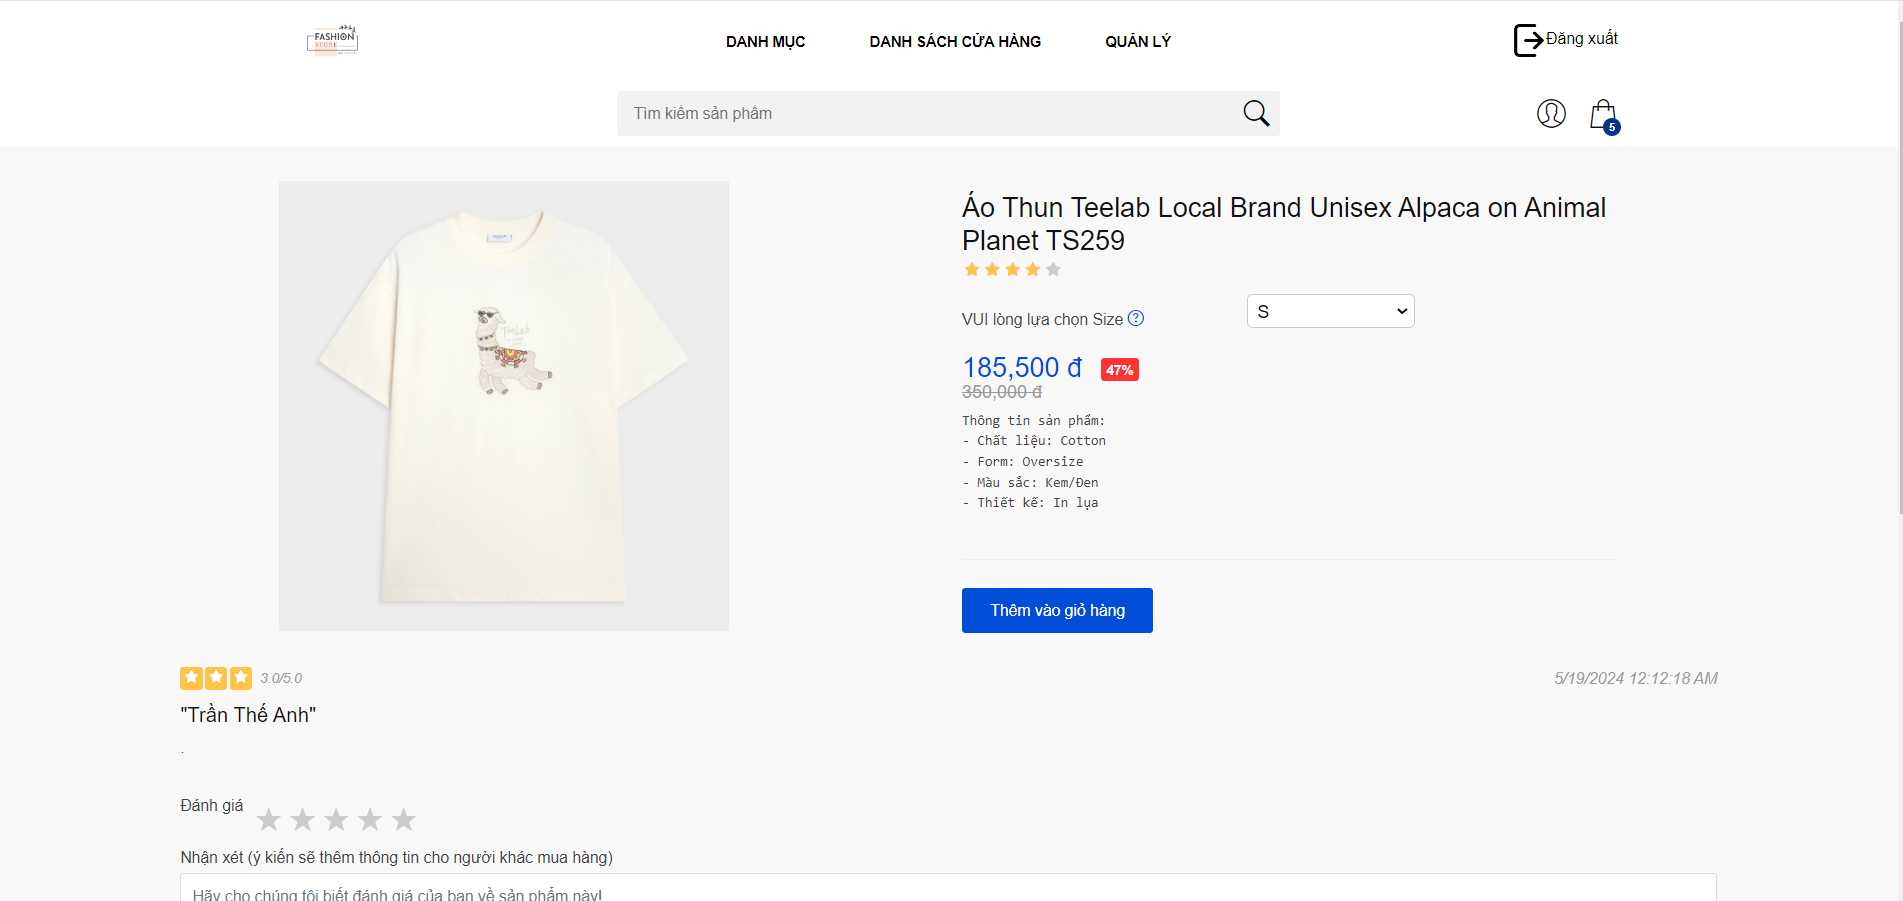 FASHION
STORE
DANH MỤC
DANH SÁCH CỬA HÀNG
QUẢN LÝ
Đăng xuất
Tìm kiếm sản phẩm
5
Áo Thun Teelab Local Brand Unisex Alpaca on Animal
Planet TS259
VUI lòng lựa chọn Size
S
185,500 đ
47%
350,000 đ
Thông tin sản phẩm:
- Chất liệu: Cotton
- Form: Oversize
- Màu sắc: Kem/Đen
- Thiết kế: In lụa
Thêm vào giỏ hàng
3.0/5.0
5/19/2024 12:12:18 AM
"Trần Thế Anh"
.
Đánh giá
Nhận xét (ý kiến sẽ thêm thông tin cho người khác mua hàng)
Hãy cho chúng tôi biết đánh giá của bạn về sản phẩm này!
TeeLab